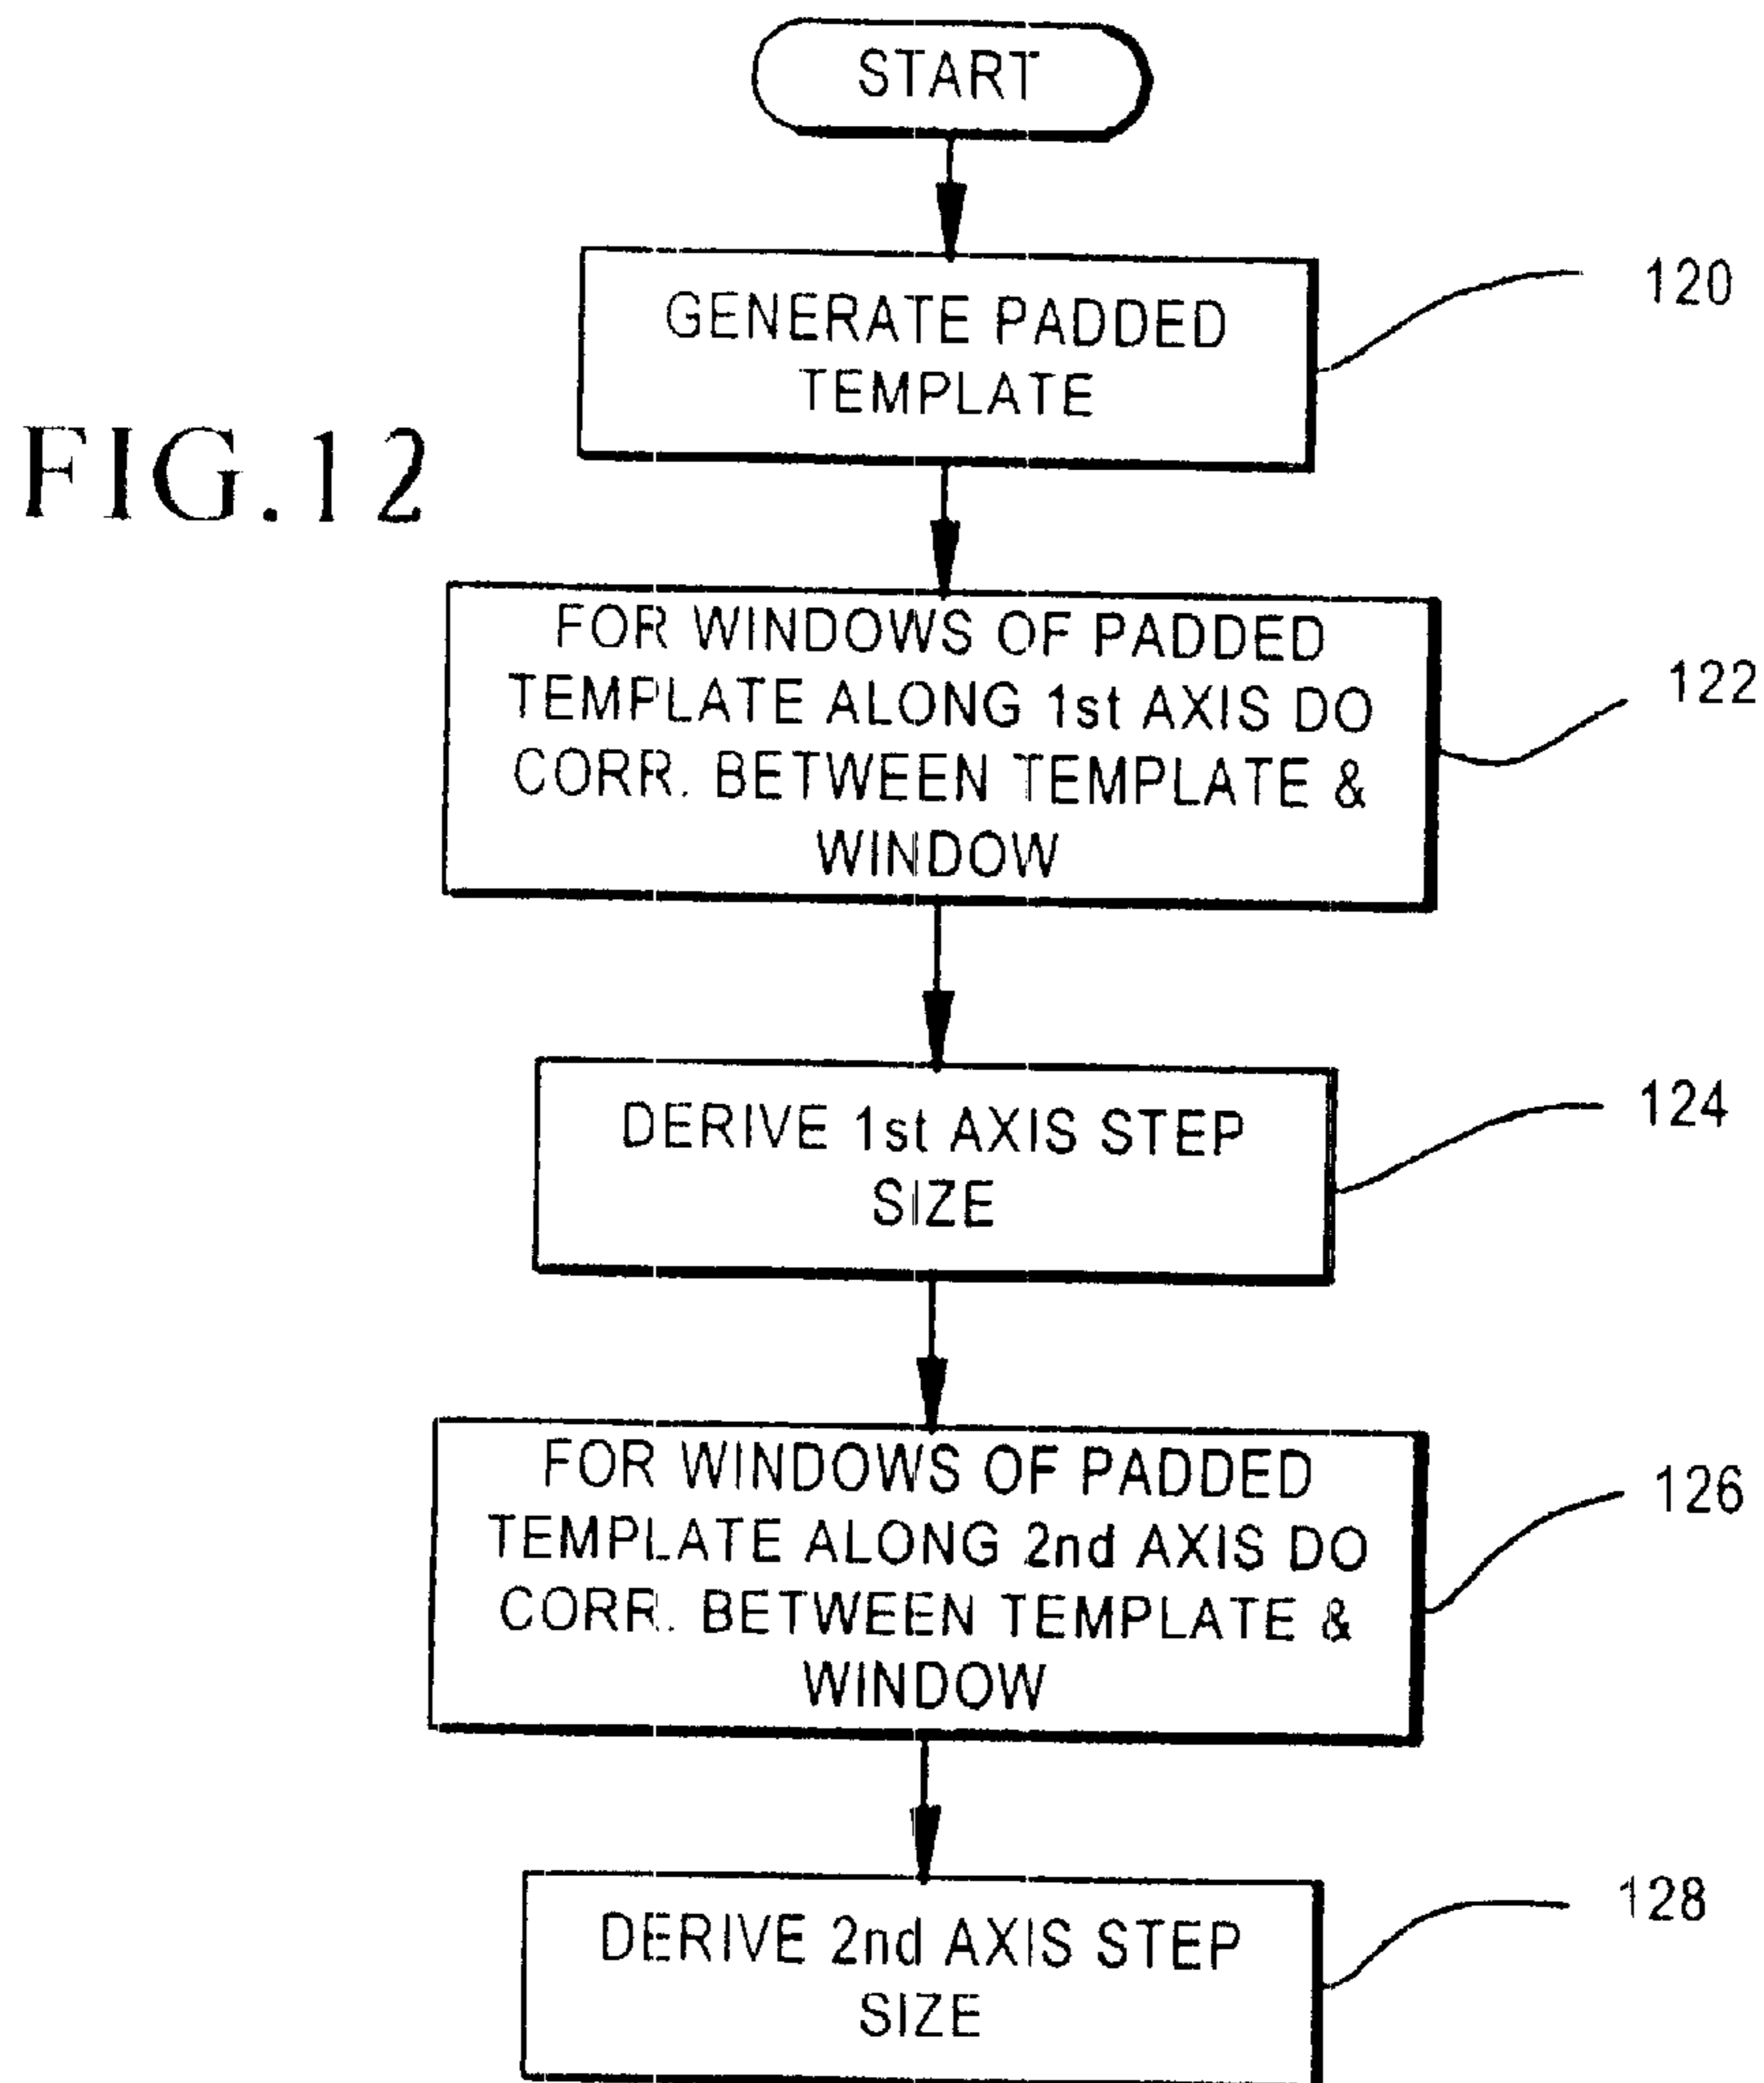 START
GENERATE PADDED
TEMPLATE
120
FIG.12
FOR WINDOWS OF PADDED
TEMPLATE ALONG 1st AXIS DO
CORR. BETWEEN TEMPLATE &
WINDOW
122
DERIVE 1st AXIS STEP
SIZE
124
FOR WINDOWS OF PADDED
TEMPLATE ALONG 2nd AXIS DO
CORR. BETWEEN TEMPLATE &
WINDOW
126
DERIVE 2nd AXIS STEP
SIZE
128